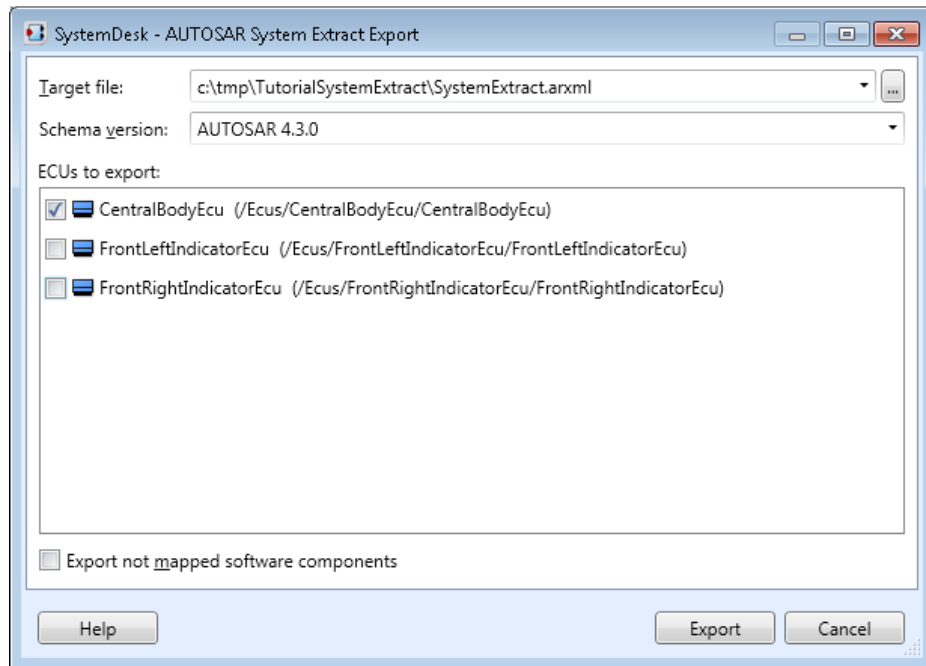 SystemDesk - AUTOSAR System Extract Export
Target file: c:\tmp\TutorialSystemExtract\SystemExtract.arxml ...
Schema version: AUTOSAR 4.3.0
ECUs to export:
CentralBodyEcu (/Ecus/CentralBodyEcu/CentralBodyEcu)
FrontLeftIndicatorEcu (/Ecus/FrontLeftIndicatorEcu/FrontLeftIndicatorEcu)
FrontRightIndicatorEcu (/Ecus/FrontRightIndicatorEcu/FrontRightIndicatorEcu)
Export not mapped software components
Help Export Cancel